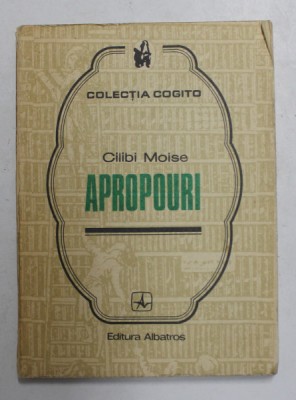 COLECȚIA COGITO
Cilibi Moise
APROPOURI
Editura Albatros